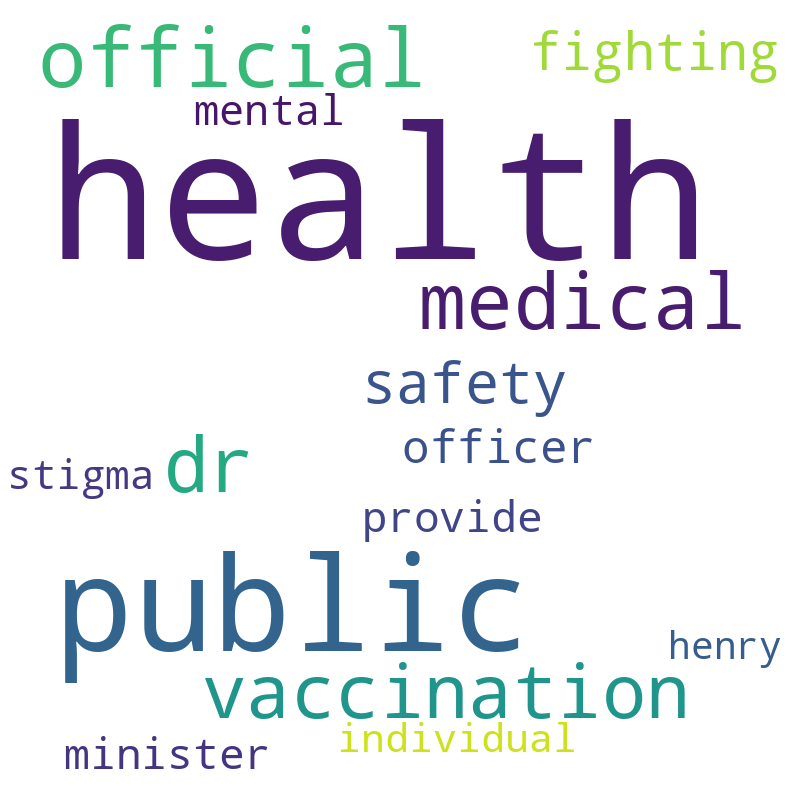 official fighting
mental
health
medical
safety
officer
stigma dr
provide
public
henry
vaccination
individual
minister